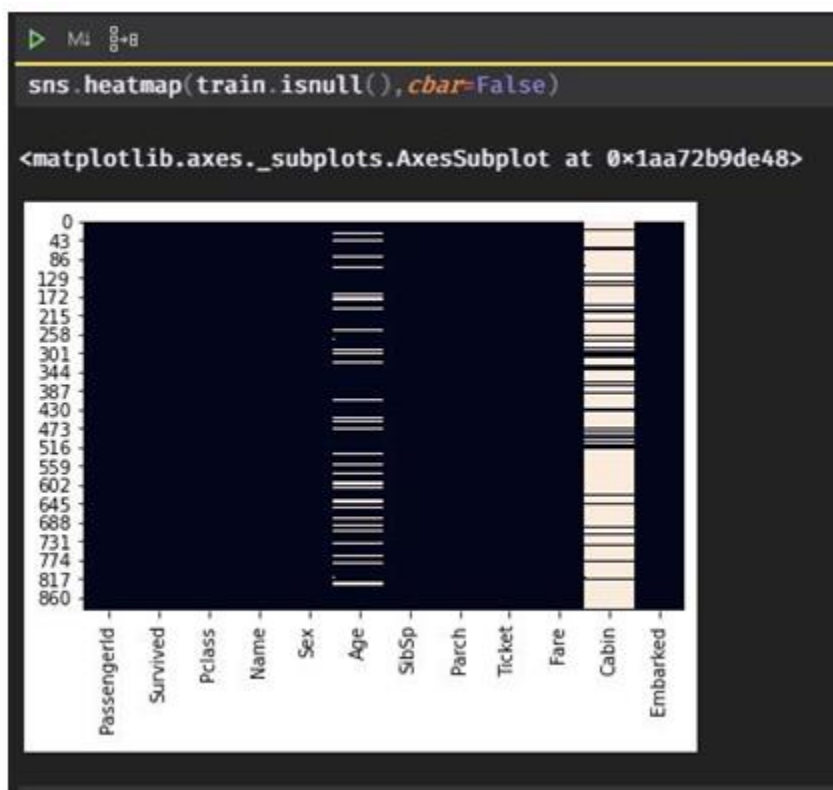 M↓
sns.heatmap(train.isnull(),cbar=False)
<matplotlib.axes._subplots.AxesSubplot at 0×1aa72b9de48>
0
43
86
129
172
215
258
301
344
387
430
473
516
559
602
645
688
731
774
817
860
PassengerId
Survived
Pclass
Name
Sex
Age
SibSp
Parch
Ticket
Fare
Cabin
Embarked